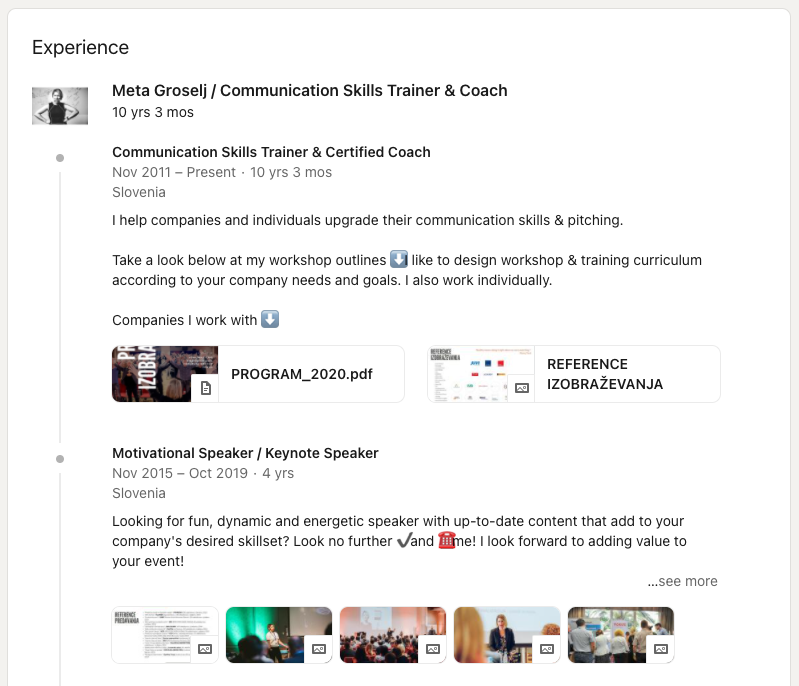 Experience
Meta Groselj / Communication Skills Trainer & Coach
10 yrs 3 mos
Communication Skills Trainer & Certified Coach
Nov 2011 – Present · 10 yrs 3 mos
Slovenia
I help companies and individuals upgrade their communication skills & pitching.
Take a look below at my workshop outlines ⬇️I like to design workshop & training curriculum
according to your company needs and goals. I also work individually.
Companies I work with ⬇️
PROGRAM_2020.pdf
REFERENCE
IZOBRAŽEVANJA
Motivational Speaker / Keynote Speaker
Nov 2015 – Oct 2019 · 4 yrs
Slovenia
Looking for fun, dynamic and energetic speaker with up-to-date content that add to your
company's desired skillset? Look no further ✔️and ☎️me! I look forward to adding value to
your event!
...see more
REFERENCE
PREDAVANJA